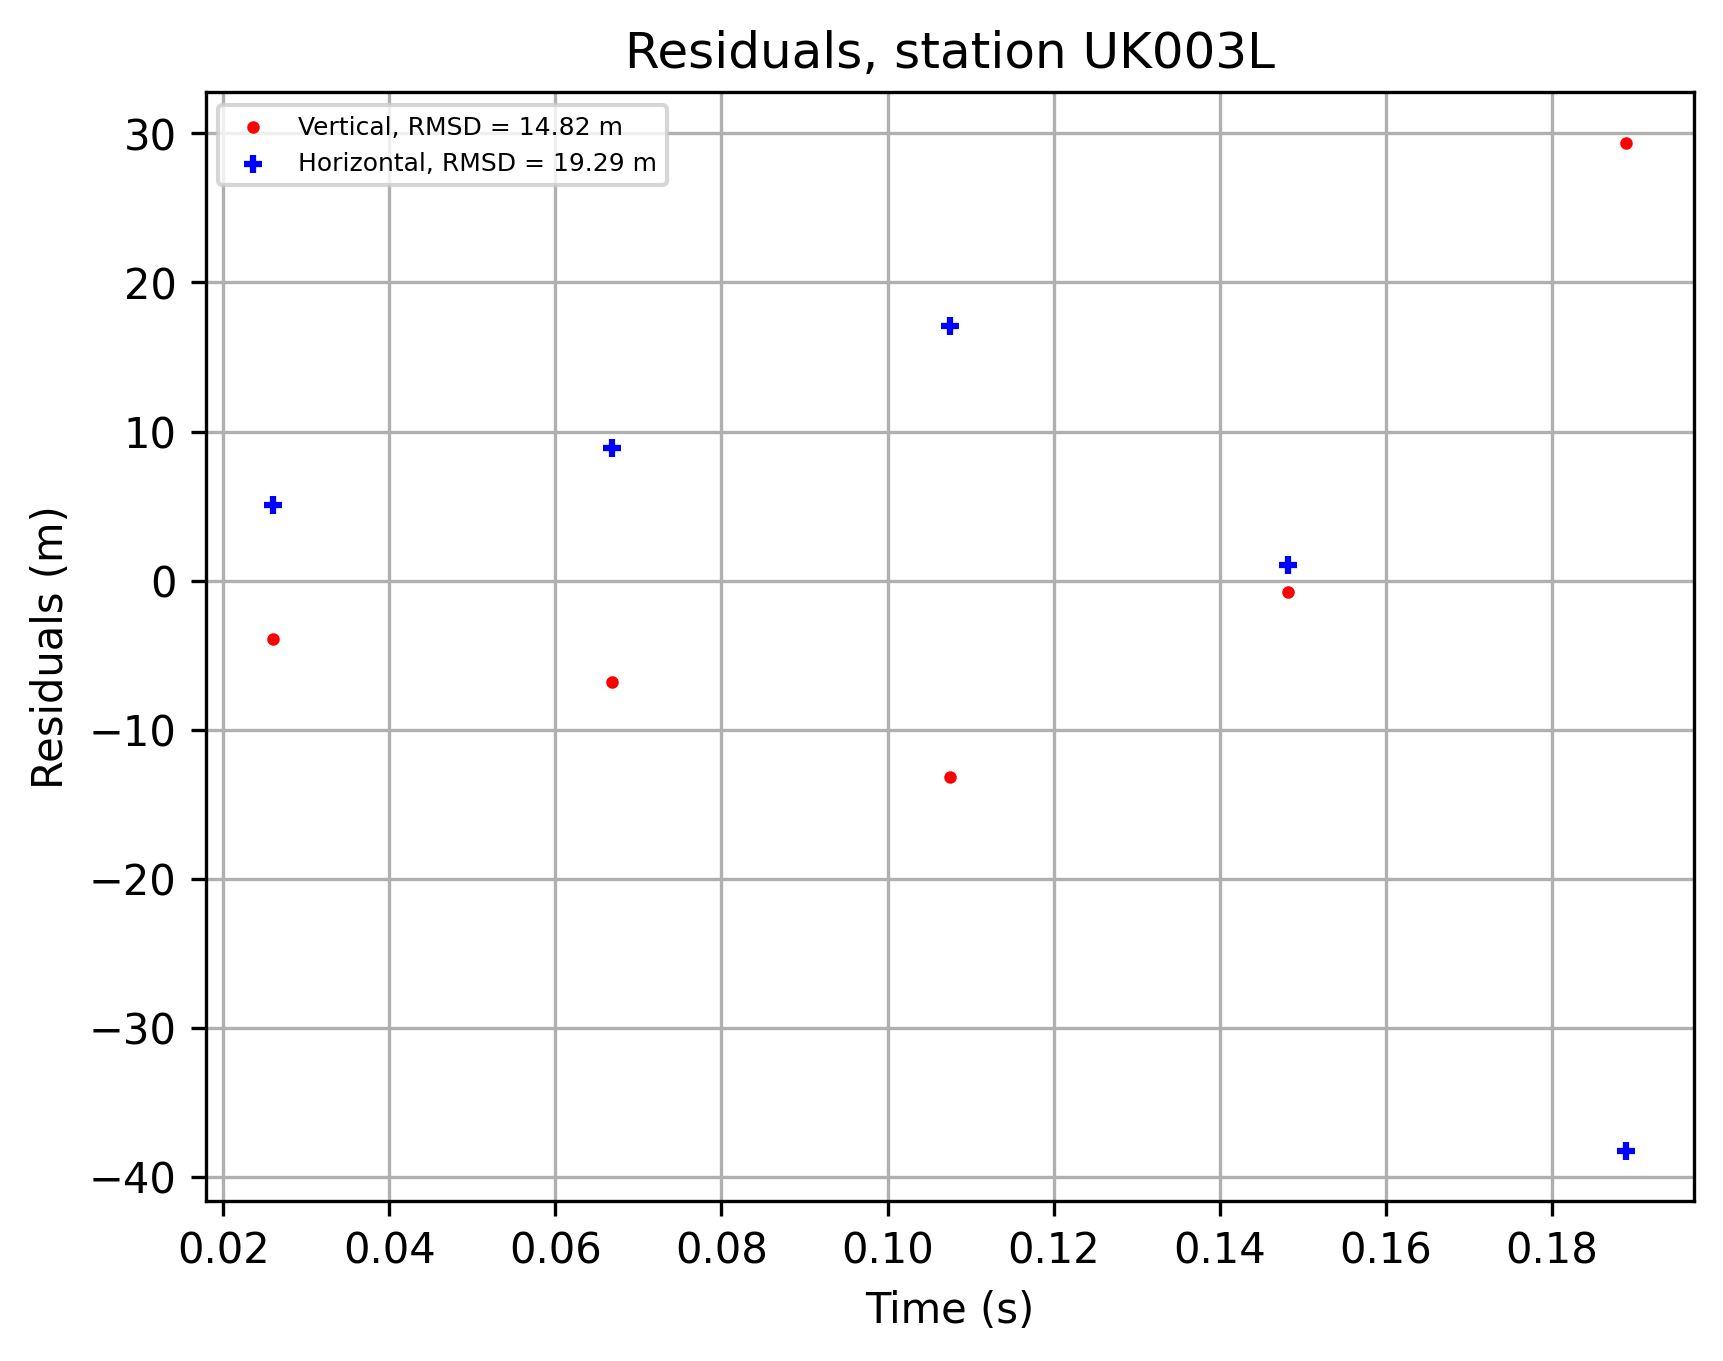 Residuals, station UK003L
Vertical, RMSD = 14.82 m
Horizontal, RMSD = 19.29 m
30
20
10
0
−10
−20
−30
−40
Residuals (m)
0.02 0.04 0.06 0.08 0.10 0.12 0.14 0.16 0.18
Time (s)